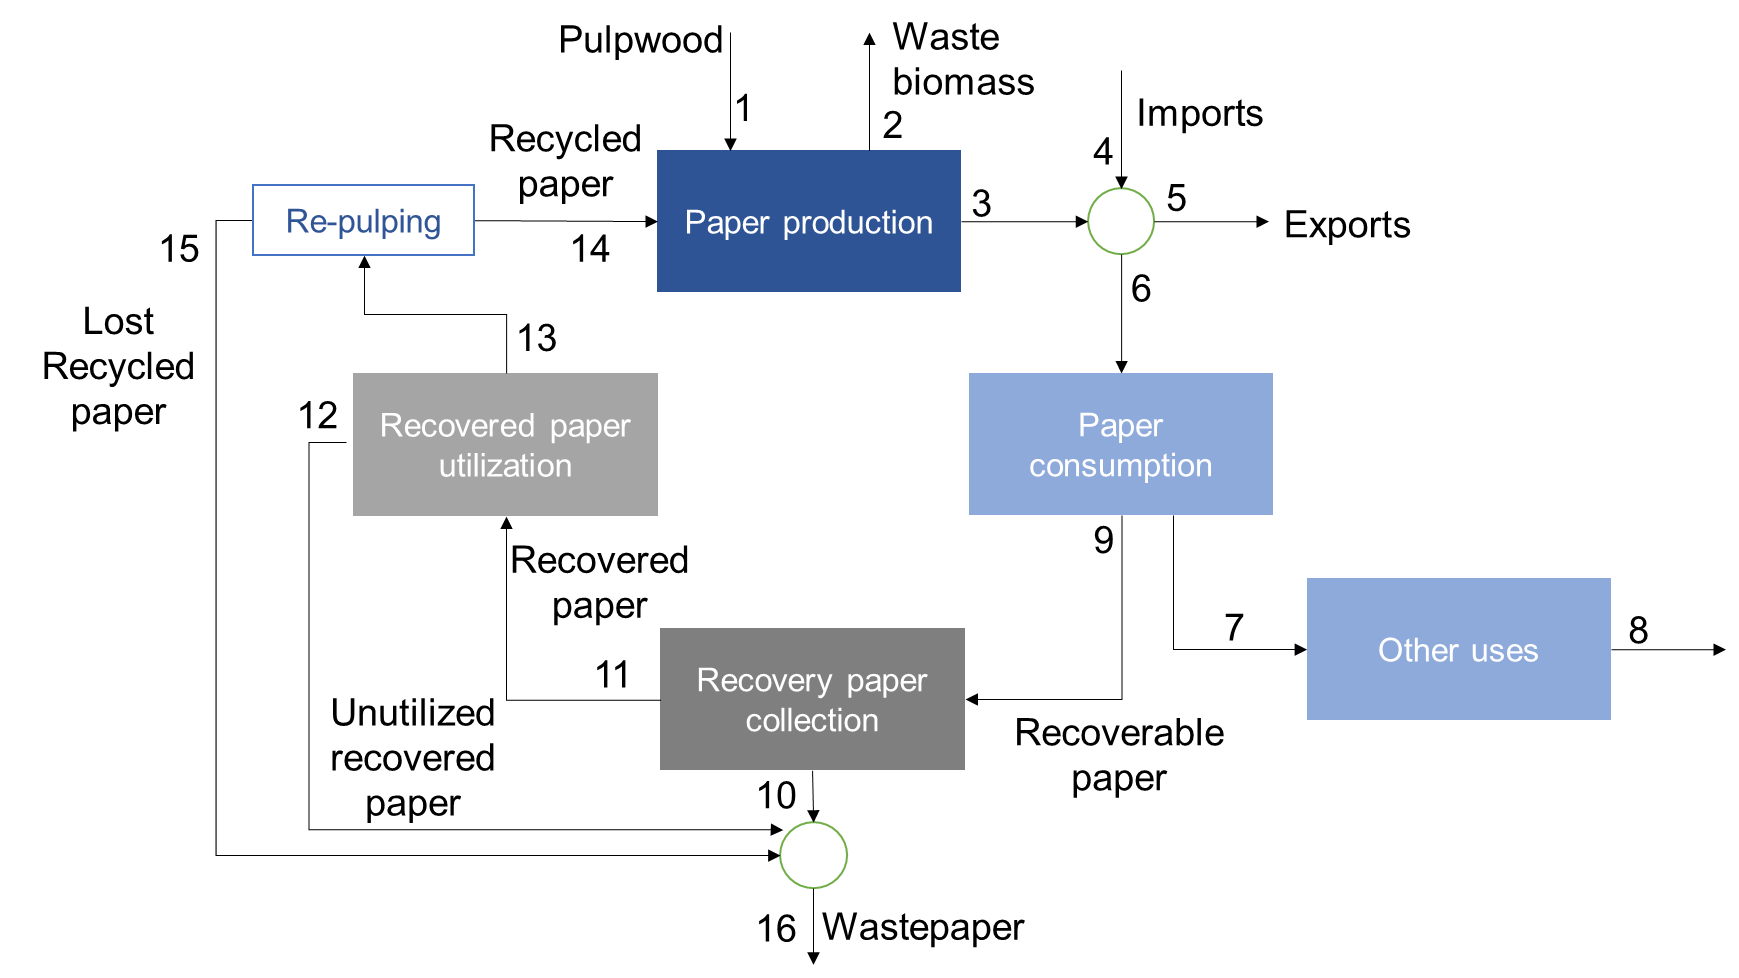 Pulpwood
1
Waste
biomass
2
Imports
4
Recycled
paper
14
Re-pulping
Paper production
3
5
Exports
6
15
Lost
Recycled
paper
13
12
Recovered paper
utilization
Paper
consumption
9
Recovered
paper
7
Other uses
8
11
Recovery paper
collection
Recoverable
paper
Unutilized
recovered
paper
10
16
Wastepaper